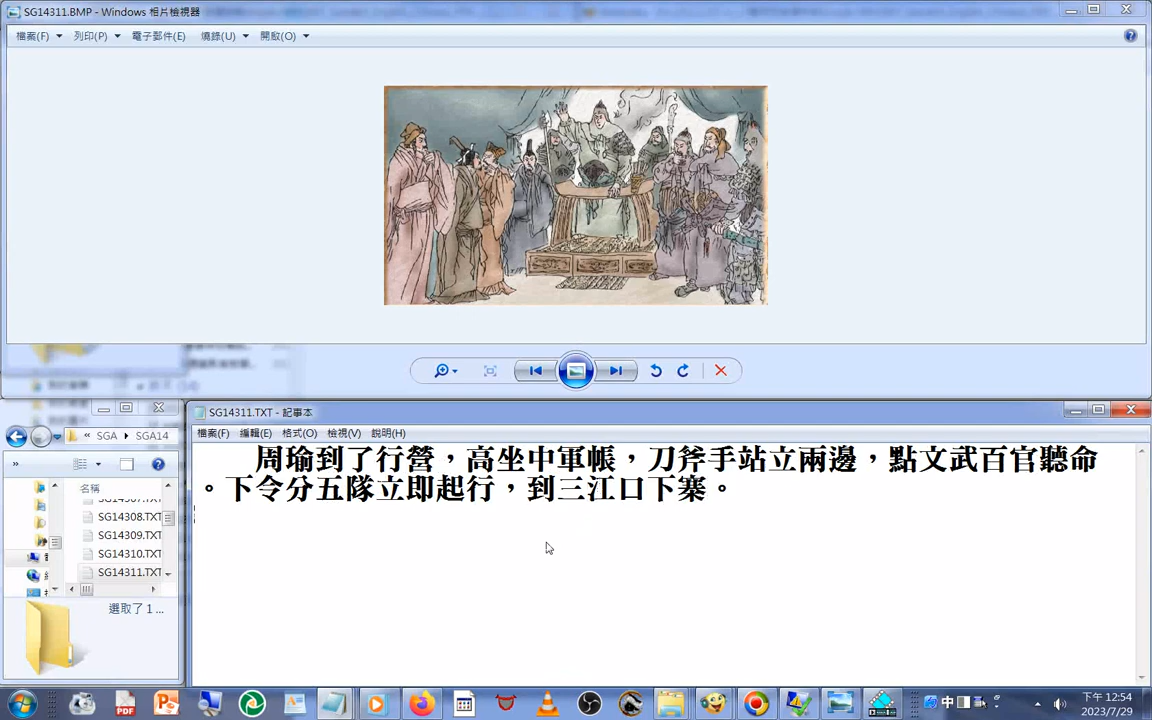 SG14311.BMP - Windows 相片檢視器
檔案(F) 列印(P) 電子郵件(E) 燒錄(U) 開啟(O)
SGA SGA14
SG14311.TXT - 記事本
檔案(F) 編輯(E) 格式(O) 檢視(V) 說明(H)
名稱
SG14308.TXT
SG14309.TXT
SG14310.TXT
SG14311.TXT
選取了 1 ...
周瑜到了行營，高坐中軍帳，刀斧手站立兩邊，點文武百官聽命
。下令分五隊立即起行，到三江口下寨。
PDF
中
下午 12:54
2023/7/29